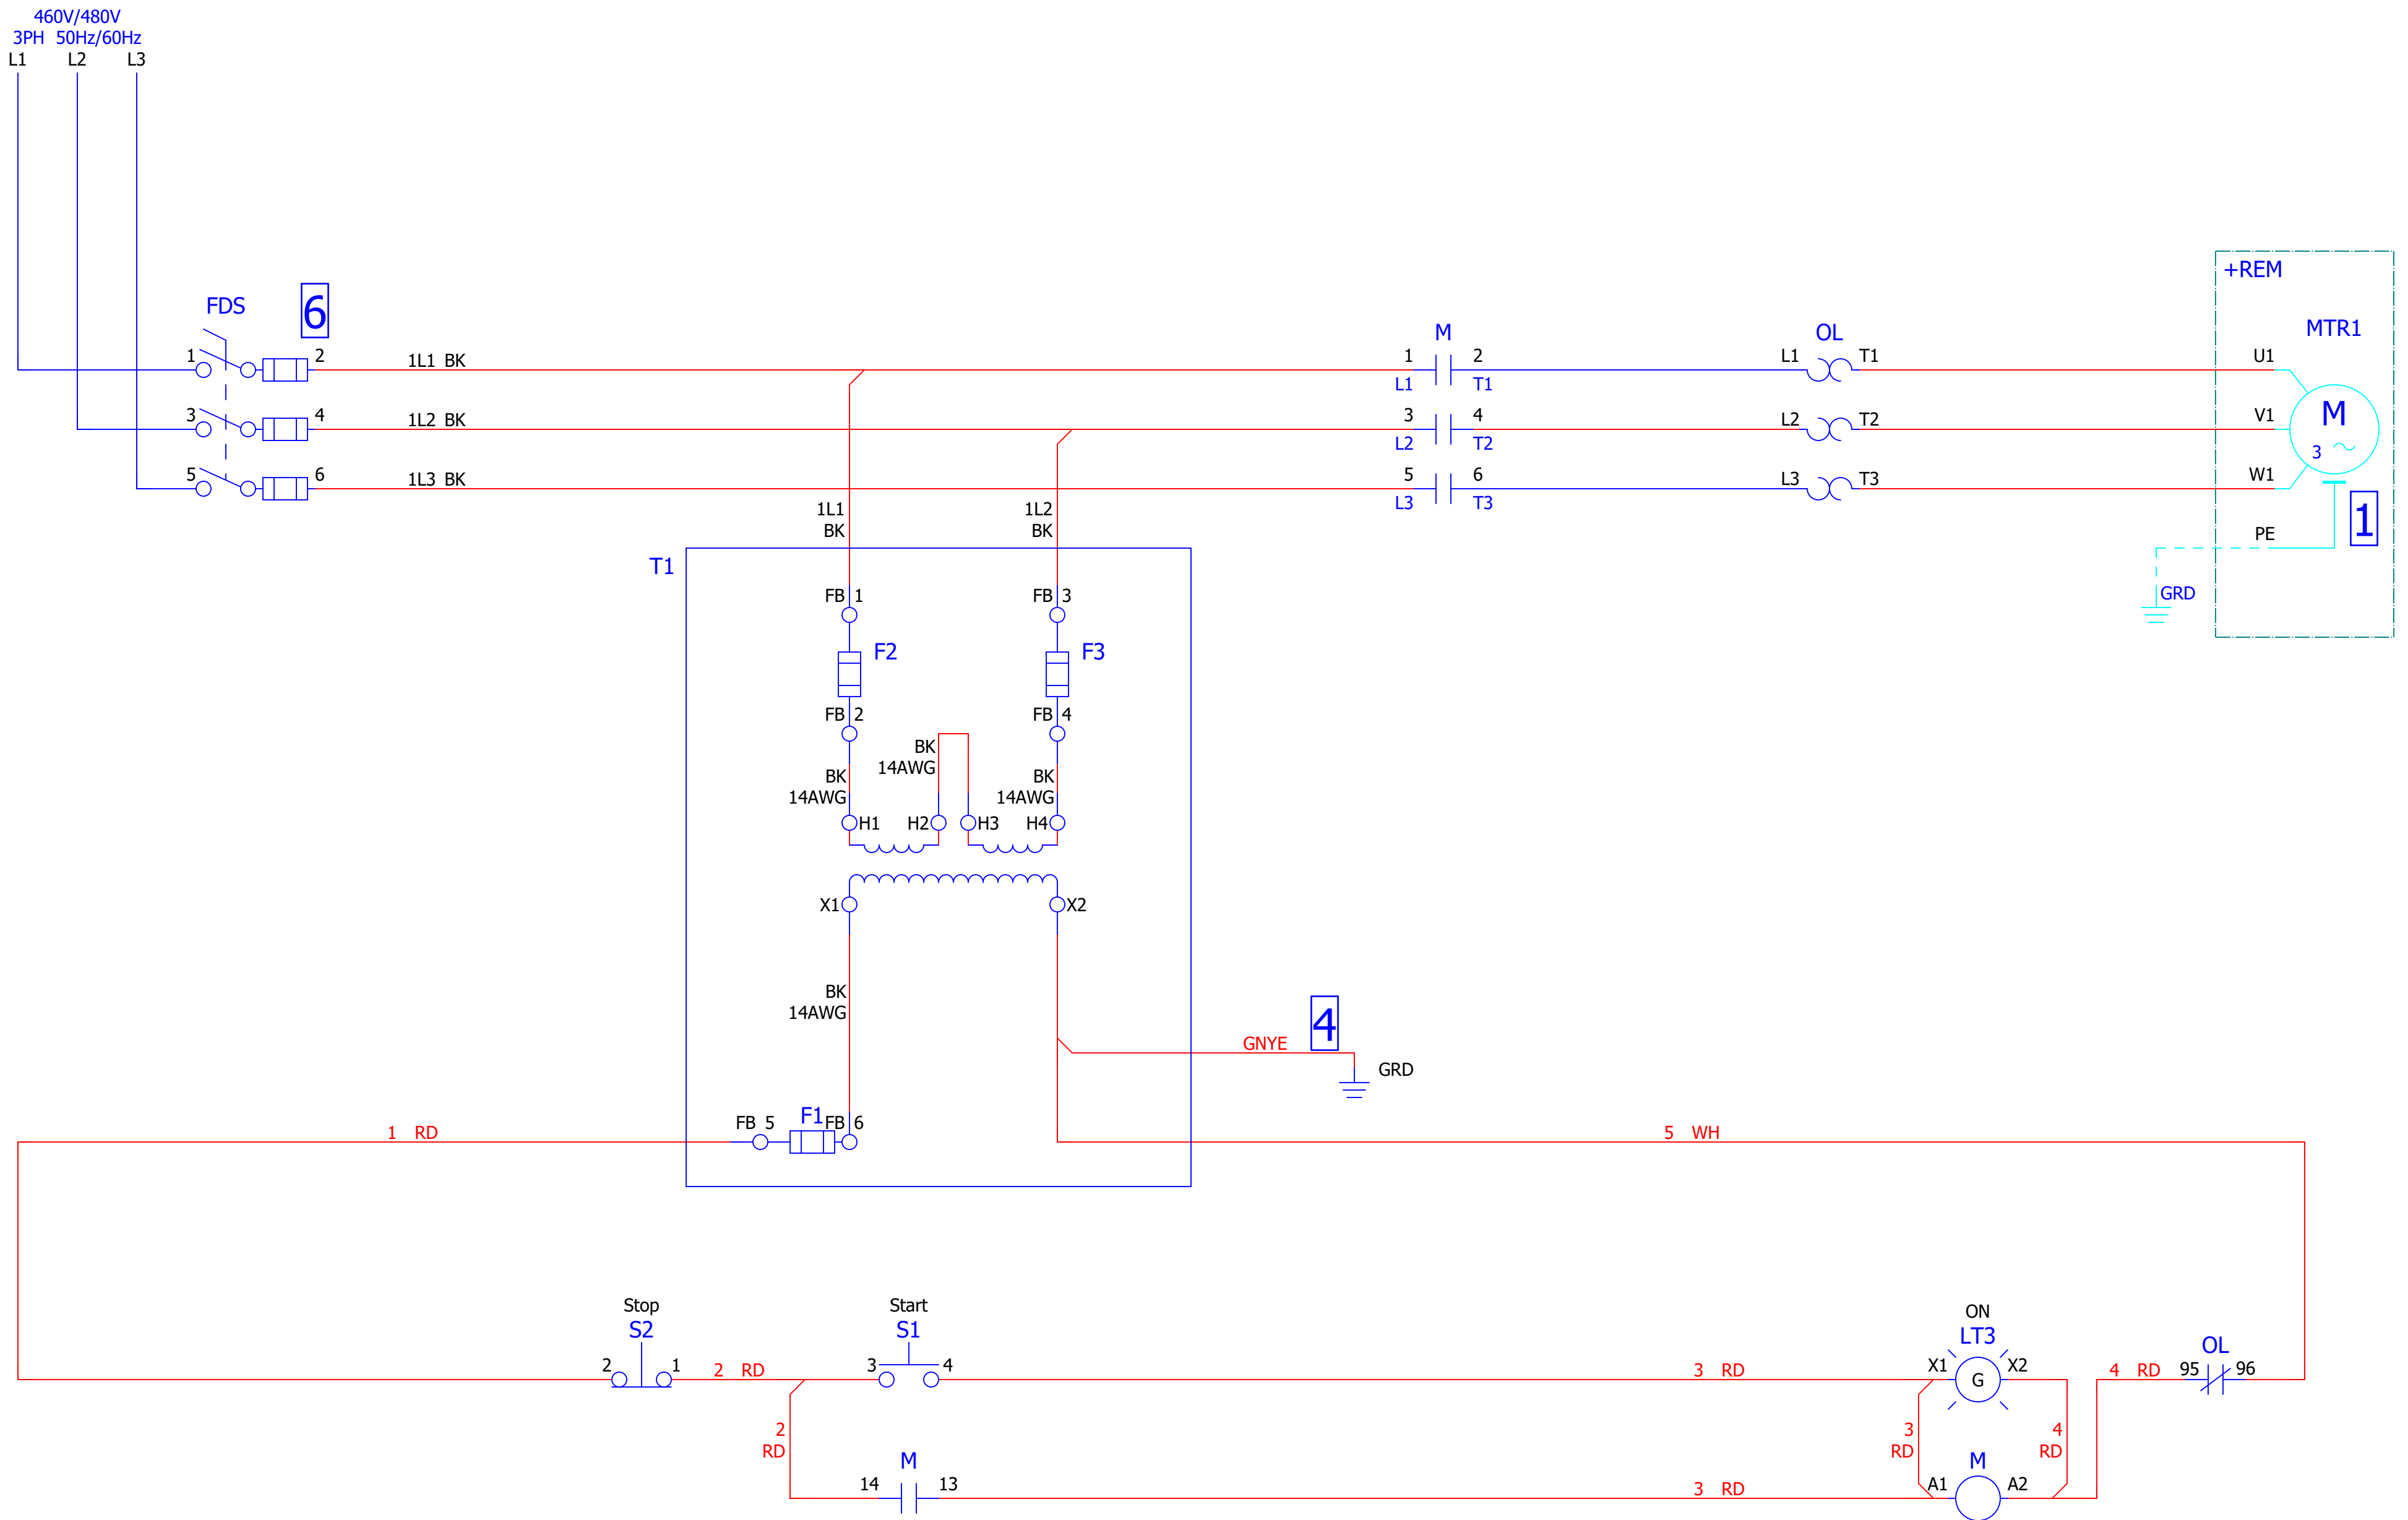 460V/480V
3PH 50Hz/60Hz
L1 L2 L3
+REM
FDS 6
MTR1
M OL
1 2 1L1 BK 1 2 L1 T1 U1
L1 T1
3 4 1L2 BK 3 4 L2 T2 V1
M
L2 T2
3
5 6 1L3 BK 5 6 L3 T3 W1
L3 T3
1L1 1L2
BK BK
1
PE
T1
GRD
FB 1 FB 3
F2 F3
FB 2 FB 4
BK
14AWG
BK BK
14AWG 14AWG
H1 H2 H3 H4
X1 X2
BK
14AWG
4
GNYE
GRD
F1
FB 5 FB 6
1 RD 5 WH
Stop Start ON
S2 S1 LT3
OL
2 1 2 RD 3 4 3 RD X1 X2 4 RD 95 96
G
2 3 4
RD RD RD
M M
14 13 3 RD A1 A2